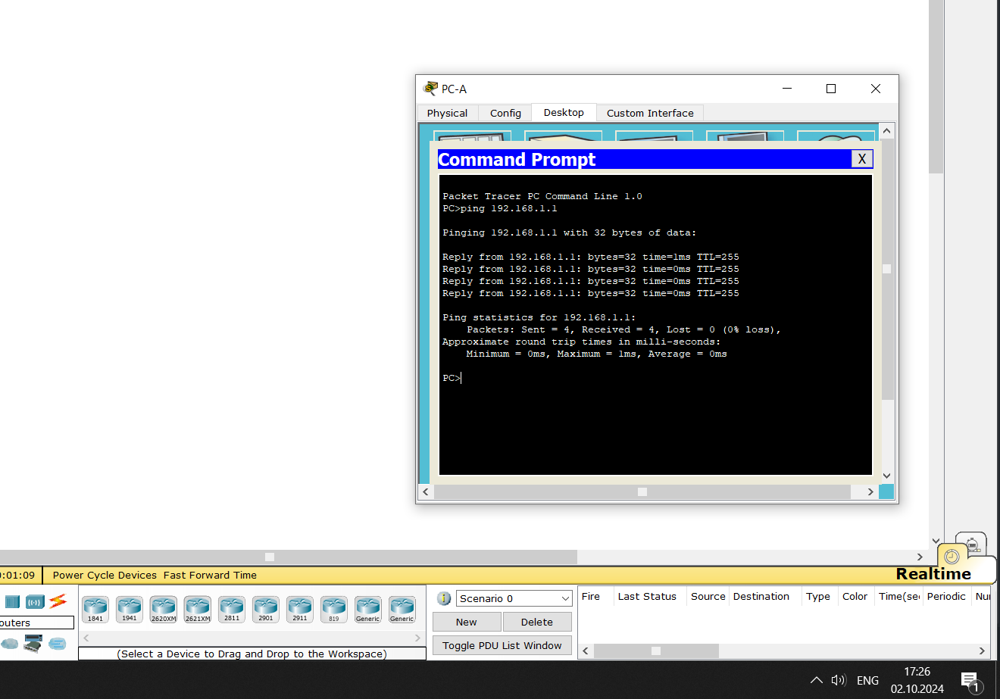 PC-A
Physical Config Desktop Custom Interface
Command Prompt X
Packet Tracer PC Command Line 1.0
PC>ping 192.168.1.1
Pinging 192.168.1.1 with 32 bytes of data:
Reply from 192.168.1.1: bytes=32 time=1ms TTL=255
Reply from 192.168.1.1: bytes=32 time=0ms TTL=255
Reply from 192.168.1.1: bytes=32 time=0ms TTL=255
Reply from 192.168.1.1: bytes=32 time=0ms TTL=255
Ping statistics for 192.168.1.1:
Packets: Sent = 4, Received = 4, Lost = 0 (0% loss),
Approximate round trip times in milli-seconds:
Minimum = 0ms, Maximum = 1ms, Average = 0ms
PC>
:01:09 Power Cycle Devices Fast Forward Time Realtime
outers
1841 1941 2620XM 2621XM 2811 2901 2911 819 Generic Generic
(Select a Device to Drag and Drop to the Workspace)
Scenario 0
New Delete
Toggle PDU List Window
Fire Last Status Source Destination Type Color Time(sec Periodic Nu
ENG
17:26
02.10.2024
1